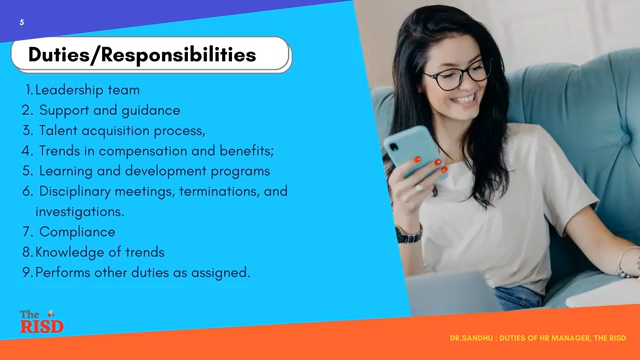 5
Duties/Responsibilities
1. Leadership team
2. Support and guidance
3. Talent acquisition process,
4. Trends in compensation and benefits;
5. Learning and development programs
6. Disciplinary meetings, terminations, and
investigations.
7. Compliance
8. Knowledge of trends
9. Performs other duties as assigned.
The
RISD
DR.SANDHU ; DUTIES OF HR MANAGER, THE RISD